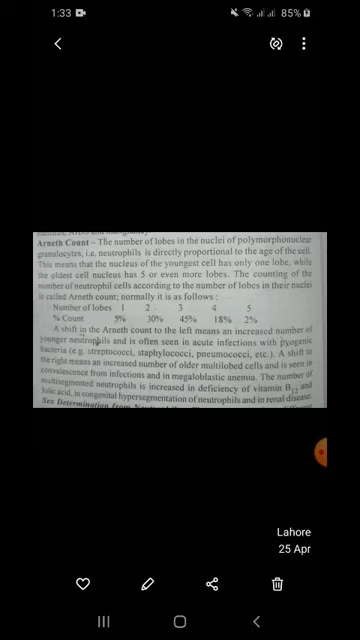 1:33 85%
Arneth Count – The number of lobes in the nuclei of polymorphonuclear
granulocytes, i.e. neutrophils is directly proportional to the age of the cell.
This means that the nucleus of the youngest cell has only one lobe, while
the oldest cell nucleus has 5 or even more lobes. The counting of the
number of neutrophil cells according to the number of lobes in their nuclei
is called Arneth count; normally it is as follows :
Number of lobes 1 2 3 4 5
% Count 5% 30% 45% 18% 2%
A shift in the Arneth count to the left means an increased number of
younger neutrophils and is often seen in acute infections with pyogenic
bacteria (e.g. streptococci, staphylococci, pneumococci, etc.) A shift to
the right means an increased number of older multilobed cells and is seen in
convalescence from infections and in megaloblastic anemia. The number of
multisegmented neutrophils is increased in deficiency of vitamin B12 and
folic acid, in congenital hypersegmentation of neutrophils and in renal disease.
Sex Determination from
Lahore
25 Apr